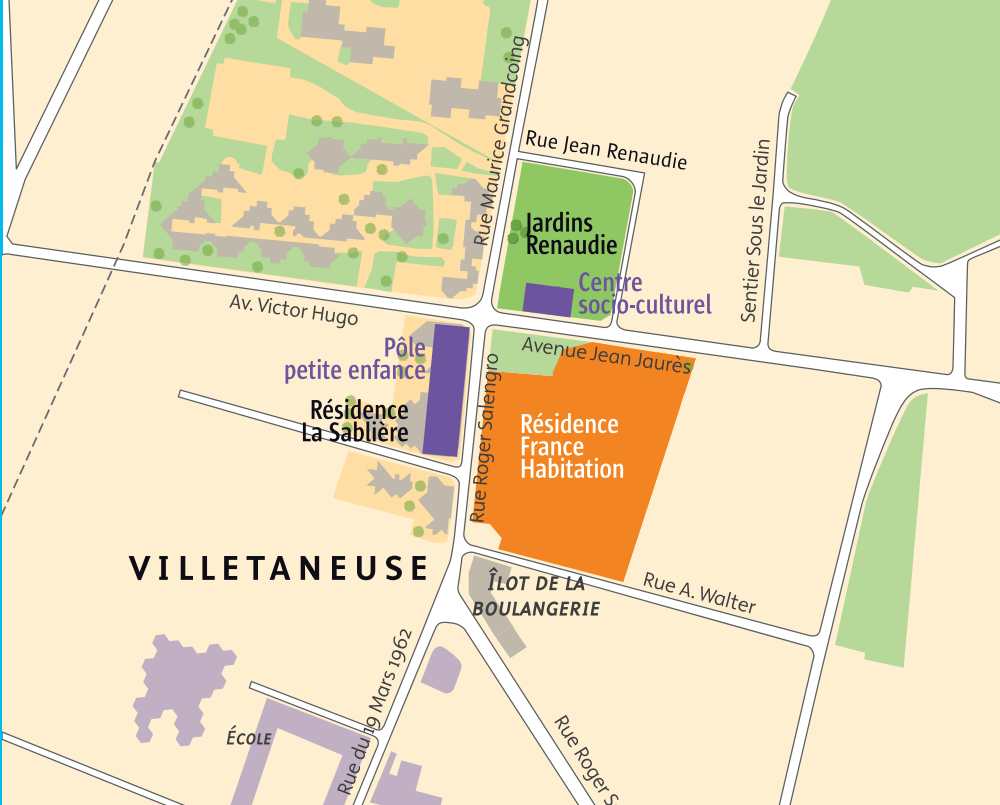 Rue Maurice Grandcoing
Rue Jean Renaudie
Sentier Sous le Jardin
Jardins
Renaudie
Centre
socio-culturel
Av. Victor Hugo
Avenue Jean Jaurès
Pôle
petite enfance
Résidence
La Sablière
Rue Roger Salengro
Résidence
France
Habitation
VILLETANEUSE
ÎLOT DE LA
BOULANGERIE
Rue A. Walter
Rue du 19 Mars 1962
ÉCOLE
Rue Roger S